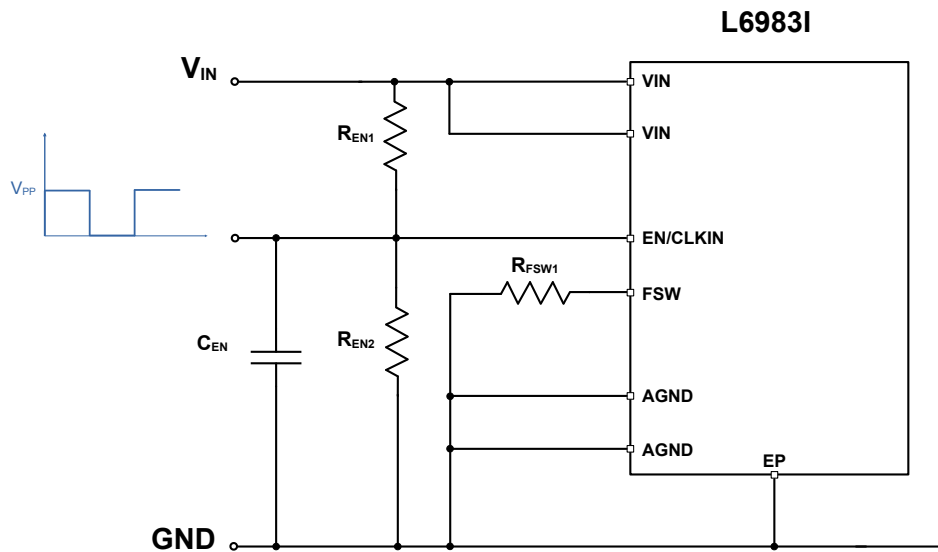 L6983I
VIN
VIN
REN1
VIN
VPP
EN/CLKIN
RFSW1
FSW
CEN
REN2
AGND
AGND
EP
GND